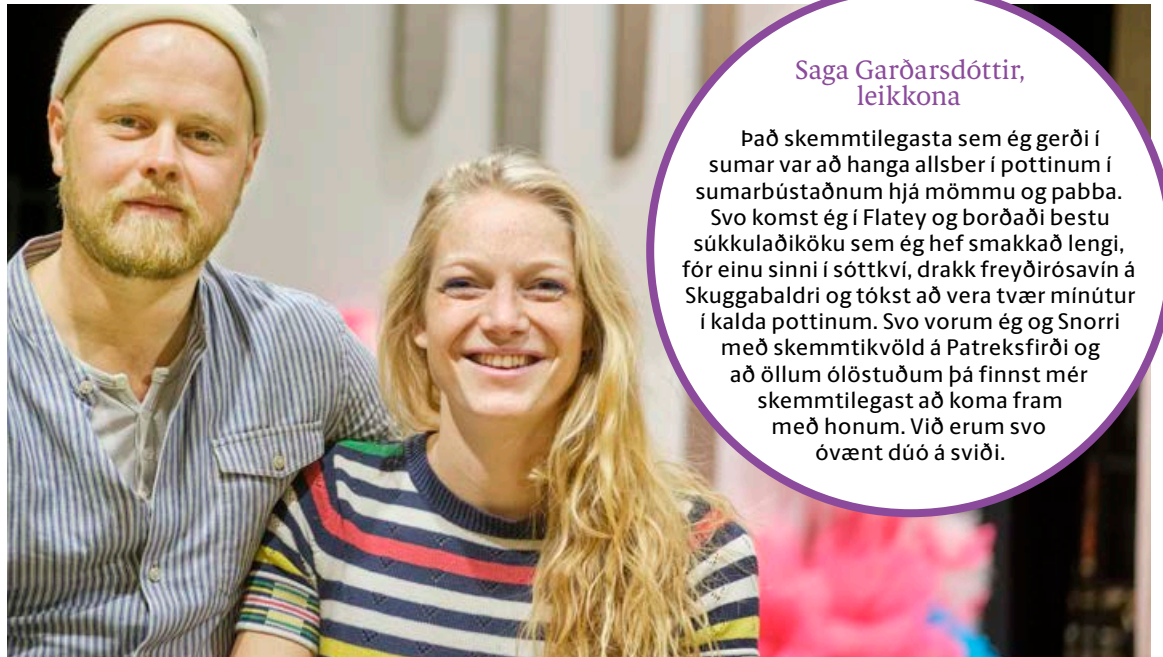 Saga Garðarsdóttir,
leikkona
Það skemmtilegasta sem ég gerði í
sumar var að hanga allsber í pottinum í
sumarbústaðnum hjá mömmu og pabba.
Svo komst ég í Flatey og borðaði bestu
súkkulaðiköku sem ég hef smakkað lengi,
fór einu sinni í sóttkví, drakk freyðirósavín á
Skuggabaldri og tókst að vera tvær mínútur
í kalda pottinum. Svo vorum ég og Snorri
með skemmtikvöld á Patreksfirði og
að öllum ólöstuðum þá finnst mér
skemmtilegast að koma fram
með honum. Við erum svo
óvænt dúó á sviði.